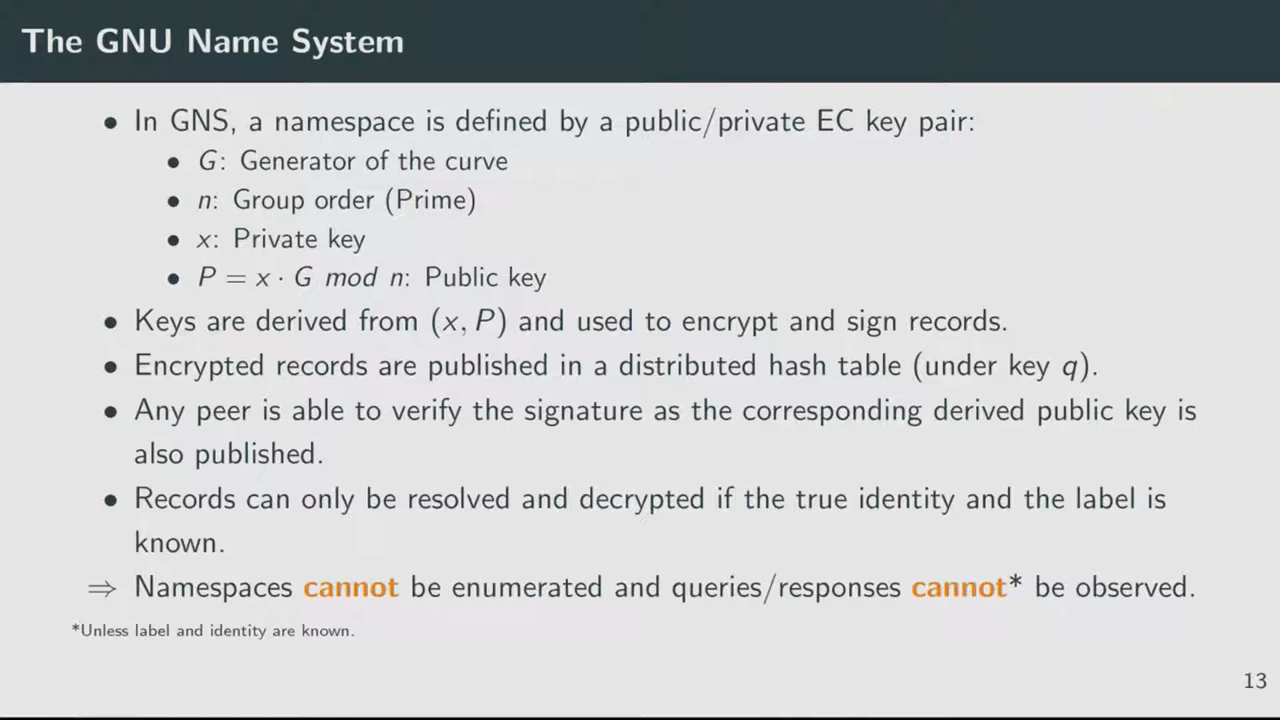 The GNU Name System
• In GNS, a namespace is defined by a public/private EC key pair:
• G: Generator of the curve
• n: Group order (Prime)
• x: Private key
• P = x · G mod n: Public key
• Keys are derived from (x, P) and used to encrypt and sign records.
• Encrypted records are published in a distributed hash table (under key q).
• Any peer is able to verify the signature as the corresponding derived public key is
also published.
• Records can only be resolved and decrypted if the true identity and the label is
known.
⇒ Namespaces cannot be enumerated and queries/responses cannot* be observed.
*Unless label and identity are known.
13